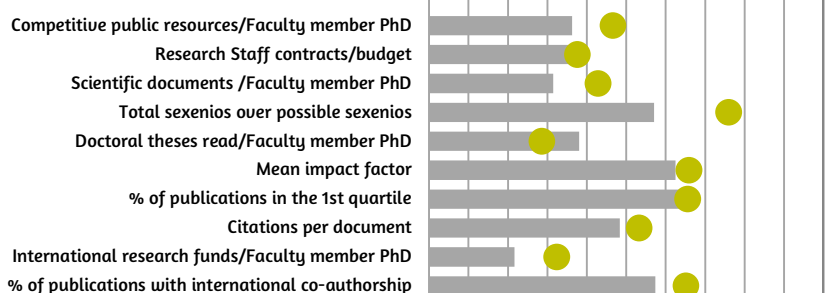 Competitive public resources/Faculty member PhD
Research Staff contracts/budget
Scientific documents /Faculty member PhD
Total sexenios over possible sexenios
Doctoral theses read/Faculty member PhD
Mean impact factor
% of publications in the 1st quartile
Citations per document
International research funds/Faculty member PhD
% of publications with international co-authorship